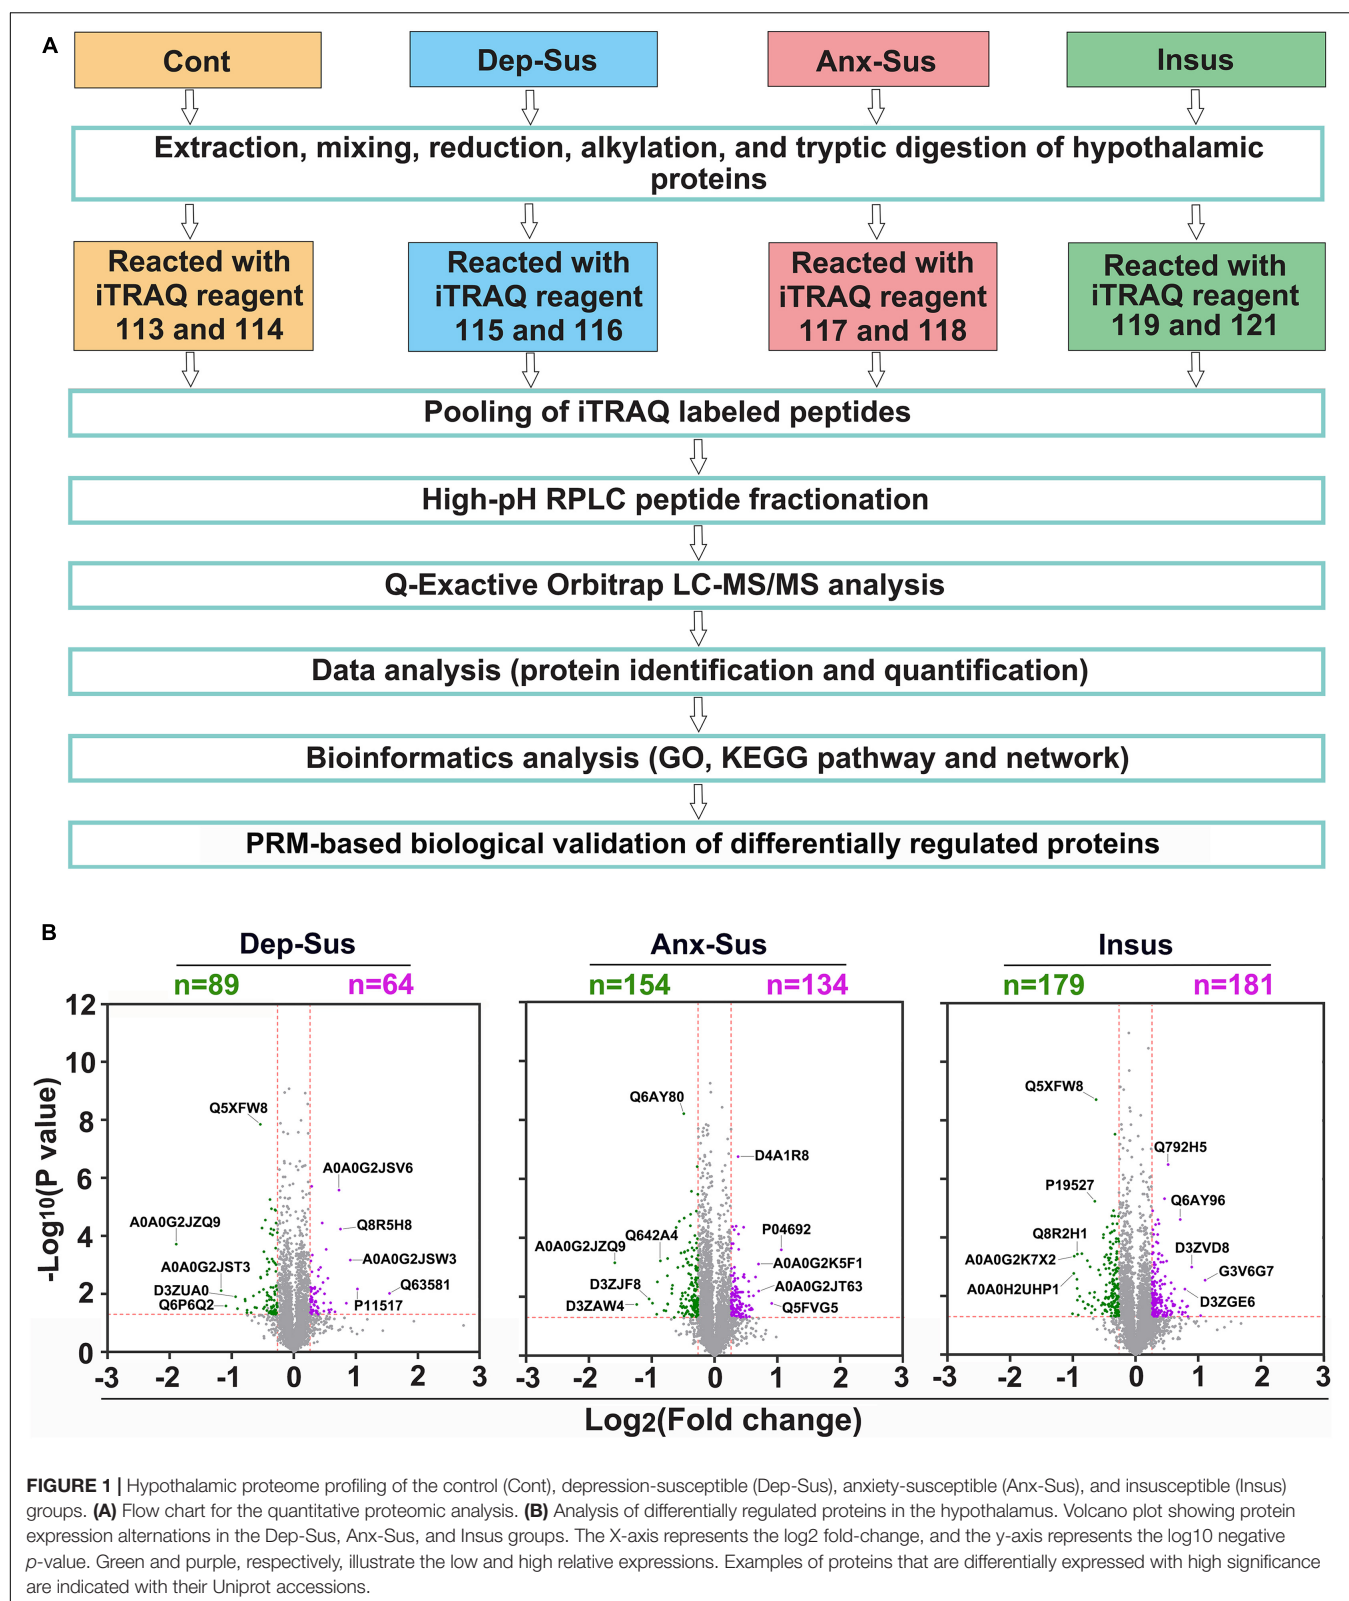 A
Cont
Dep-Sus
Anx-Sus
Insus
Extraction, mixing, reduction, alkylation, and tryptic digestion of hypothalamic
proteins
Reacted with
iTRAQ reagent
113 and 114
Reacted with
iTRAQ reagent
115 and 116
Reacted with
iTRAQ reagent
117 and 118
Reacted with
iTRAQ reagent
119 and 121
Pooling of iTRAQ labeled peptides
High-pH RPLC peptide fractionation
Q-Exactive Orbitrap LC-MS/MS analysis
Data analysis (protein identification and quantification)
Bioinformatics analysis (GO, KEGG pathway and network)
PRM-based biological validation of differentially regulated proteins
B
Dep-Sus
n=89
n=64
-Log10(P value)
12
10
8
6
4
2
0
Q5XFW8
A0A0G2JSV6
A0A0G2JZQ9
Q8R5H8
A0A0G2JST3
A0A0G2JSW3
D3ZUA0
Q63581
Q6P6Q2
P11517
-3
-2
-1
0
1
2
3
Anx-Sus
n=154
n=134
Q6AY80
D4A1R8
Q642A4
P04692
A0A0G2JZQ9
A0A0G2K5F1
D3ZJF8
A0A0G2JT63
D3ZAW4
Q5FVG5
-3
-2
-1
0
1
2
3
Insus
n=179
n=181
Q5XFW8
Q792H5
P19527
Q6AY96
Q8R2H1
D3ZVD8
A0A0G2K7X2
G3V6G7
A0A0H2UHP1
D3ZGE6
-3
-2
-1
0
1
2
3
Log2(Fold change)
FIGURE 1 | Hypothalamic proteome profiling of the control (Cont), depression-susceptible (Dep-Sus), anxiety-susceptible (Anx-Sus), and insusceptible (Insus)
groups. (A) Flow chart for the quantitative proteomic analysis. (B) Analysis of differentially regulated proteins in the hypothalamus. Volcano plot showing protein
expression alternations in the Dep-Sus, Anx-Sus, and Insus groups. The X-axis represents the log2 fold-change, and the y-axis represents the log10 negative
p-value. Green and purple, respectively, illustrate the low and high relative expressions. Examples of proteins that are differentially expressed with high significance
are indicated with their Uniprot accessions.